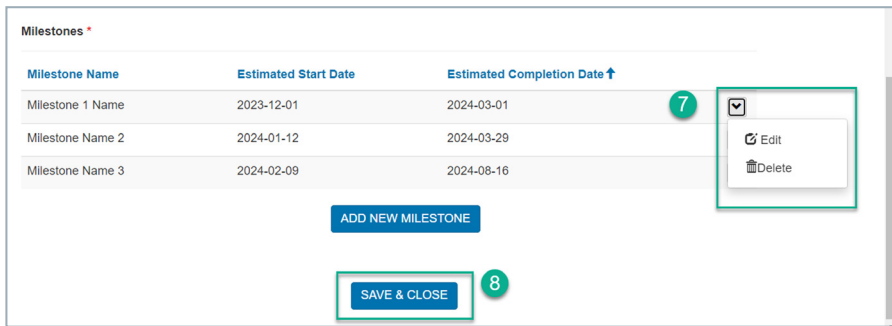 Milestones *
Milestone Name Estimated Start Date Estimated Completion Date
Milestone 1 Name 2023-12-01 2024-03-01 7
Milestone Name 2 2024-01-12 2024-03-29 Edit
Milestone Name 3 2024-02-09 2024-08-16 Delete
ADD NEW MILESTONE
SAVE & CLOSE 8